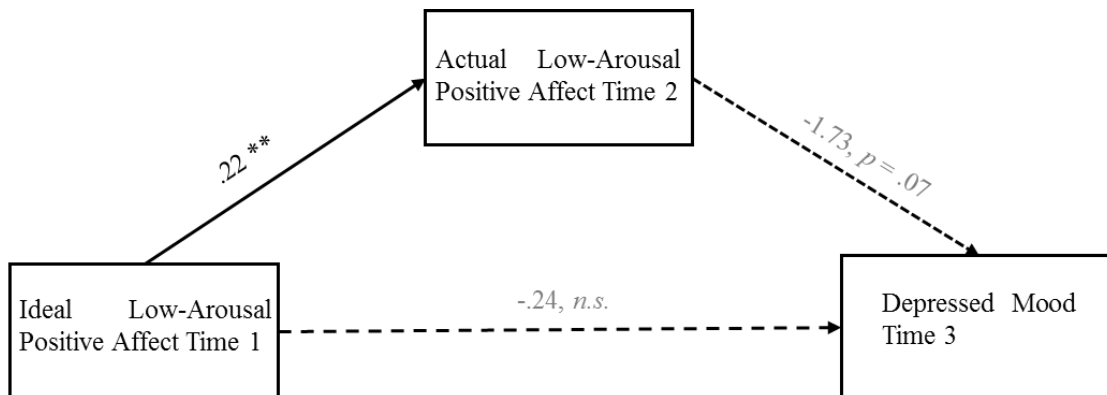 Actual Low-Arousal
Positive Affect Time 2
.22 **
-1.73, p = .07
Ideal Low-Arousal
Positive Affect Time 1
-.24, n.s.
Depressed Mood
Time 3